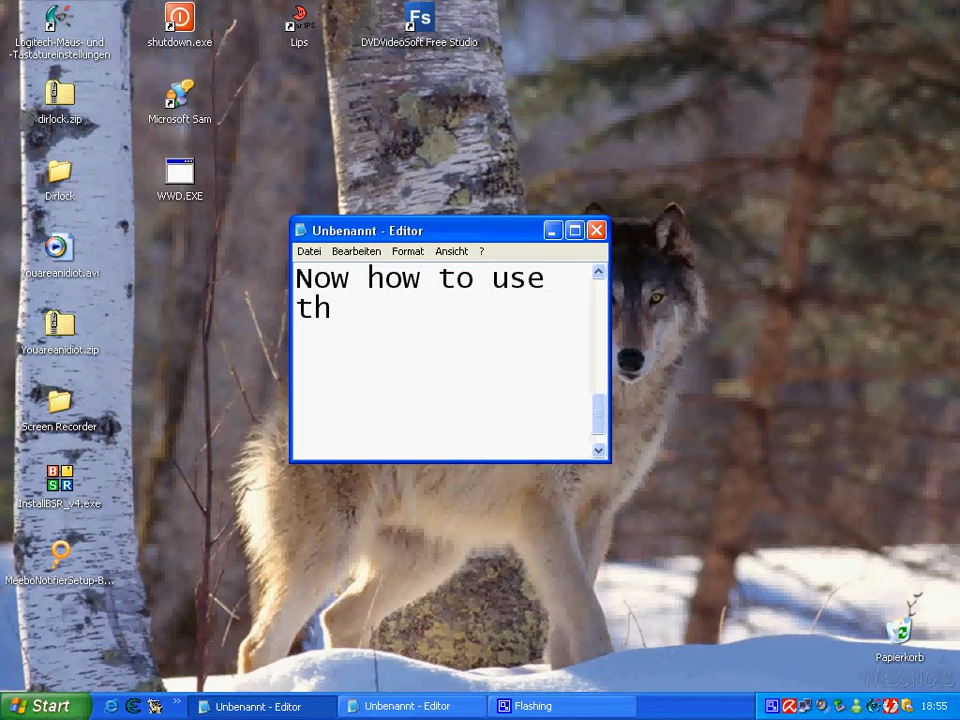 Logitech-Maus- und
-Tastatureinstellungen
shutdown.exe
Lips
Fs
DVDVideoSoft Free Studio
dirlock.zip
Microsoft Sam
Dirlock
WWD.EXE
Youareanidiot.avi
Youareanidiot.zip
Screen Recorder
B
S R
InstallBSR_v4.exe
MeeboNotifierSetup-B...
Unbenannt - Editor
Datei Bearbeiten Format Ansicht ?
Now how to use
th
Papierkorb
Start
Unbenannt - Editor
Unbenannt - Editor
Flashing
18:55